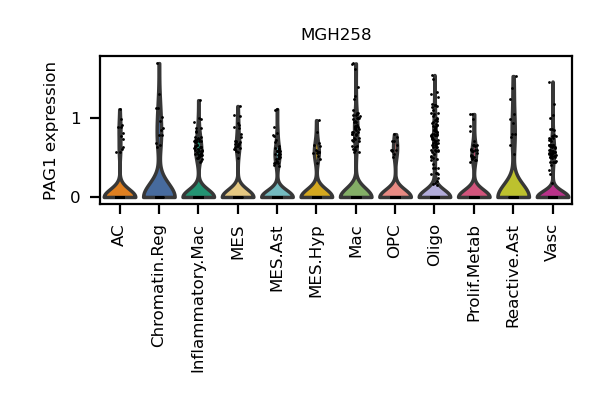 MGH258
PAG1 expression
1
0
AC
Chromatin.Reg
Inflammatory.Mac
MES
MES.Ast
MES.Hyp
Mac
OPC
Oligo
Prolif.Metab
Reactive.Ast
Vasc